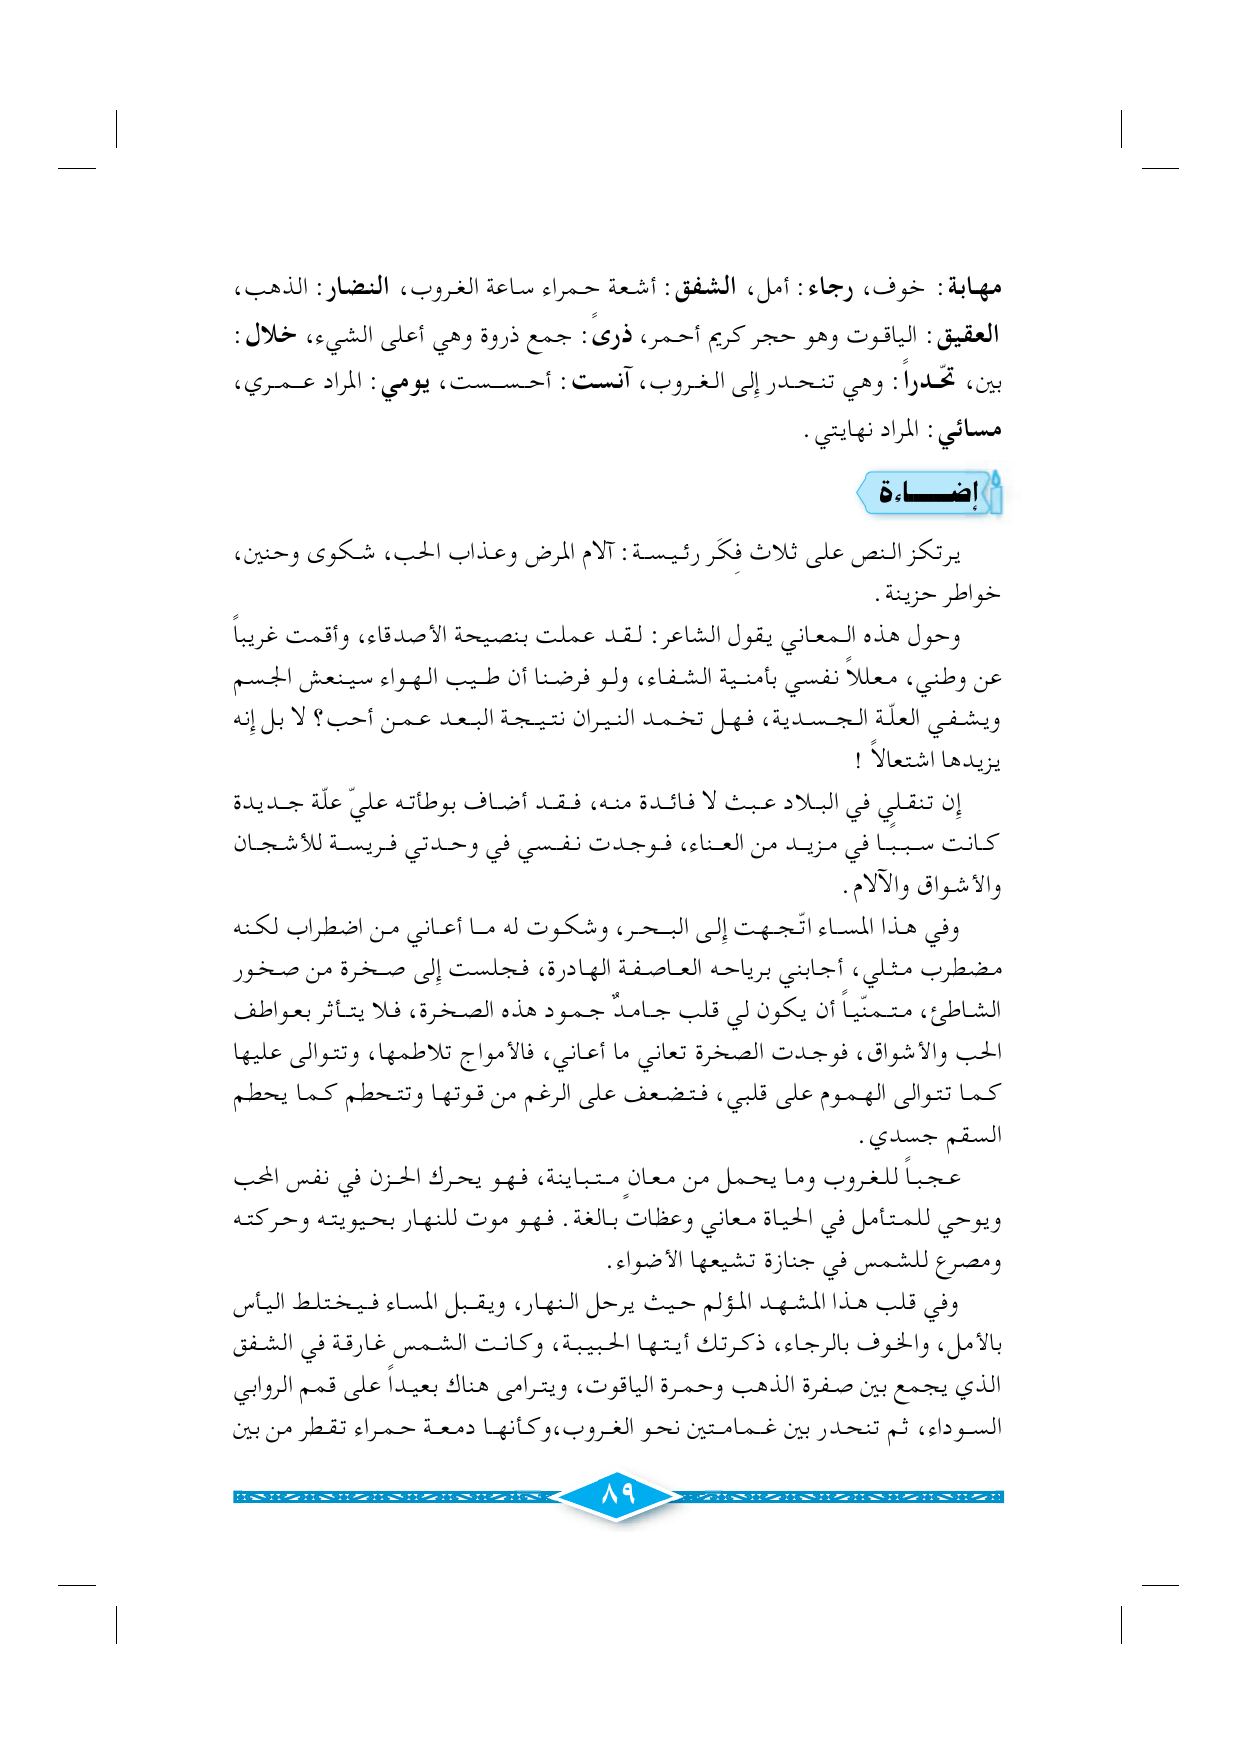 مهابة: خوف، رجاء: أمل، الشفق: أشعة حمراء ساعة الغروب، النضار: الذهب،
العقيق: الياقوت وهو حجر كريم أحمر، ذرىً: جمع ذروة وهي أعلى الشيء، خلال:
بين، تحّدراً: وهي تنحدر إلى الغروب، آنست: أحسست، يومي: المراد عمري،
مسائي: المراد نهايتي.
إضاءة
يرتكز النص على ثلاث فِكَر رئيسة: آلام المرض وعذاب الحب، شكوى وحنين،
خواطر حزينة.
وحول هذه المعاني يقول الشاعر: لقد عملت بنصيحة الأصدقاء، وأقمت غريباً
عن وطني، معللاً نفسي بأمنية الشفاء، ولو فرضنا أن طيب الهواء سينعش الجسم
ويشفي العلّة الجسدية، فهل تخمد النيران نتيجة البعد عمن أحب؟ لا بل إنه
يزيدها اشتعالاً !
إن تنقلي في البلاد عبث لا فائدة منه، فقد أضاف بوطأته عليّ علّة جديدة
كانت سببًا في مزيد من العناء، فوجدت نفسي في وحدتي فريسة للأشجان
والأشواق والآلام.
وفي هذا المساء اتّجهت إلى البحر، وشكوت له ما أعاني من اضطراب لكنه
مضطرب مثلي، أجابني برياحه العاصفة الهادرة، فجلست إلى صخرة من صخور
الشاطئ، متمنّياً أن يكون لي قلب جامدٌ جمود هذه الصخرة، فلا يتأثر بعواطف
الحب والأشواق، فوجدت الصخرة تعاني ما أعاني، فالأمواج تلاطمها، وتتوالى عليها
كما تتوالى الهموم على قلبي، فتضعف على الرغم من قوتها وتتحطم كما يحطم
السقم جسدي.
عجباً للغروب وما يحمل من معانٍ متباينة، فهو يحرك الحزن في نفس المحب
ويوحي للمتأمل في الحياة معاني وعظات بالغة. فهو موت للنهار بحيويته وحركته
ومصرع للشمس في جنازة تشيعها الأضواء.
وفي قلب هذا المشهد المؤلم حيث يرحل النهار، ويقبل المساء فيختلط اليأس
بالأمل، والخوف بالرجاء، ذكرتك أيتها الحبيبة، وكانت الشمس غارقة في الشفق
الذي يجمع بين صفرة الذهب وحمرة الياقوت، ويترامى هناك بعيداً على قمم الروابي
السوداء، ثم تنحدر بين غمامتين نحو الغروب،وكأنها دمعة حمراء تقطر من بين
٨٩